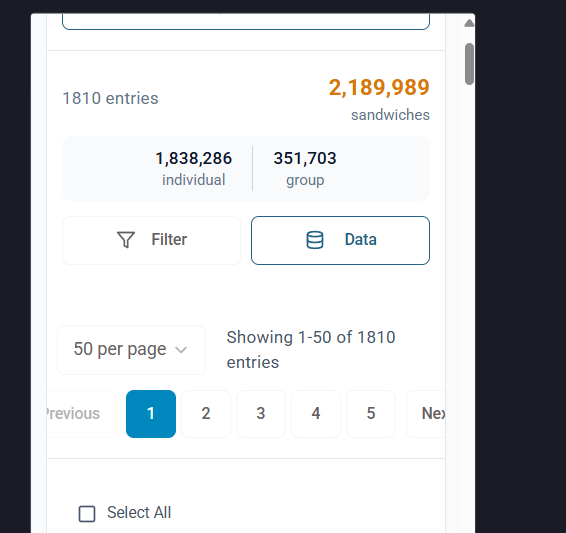 1810 entries
2,189,989
sandwiches
1,838,286
individual
351,703
group
Filter
Data
50 per page
Showing 1-50 of 1810
entries
revious 1 2 3 4 5 Nex
Select All